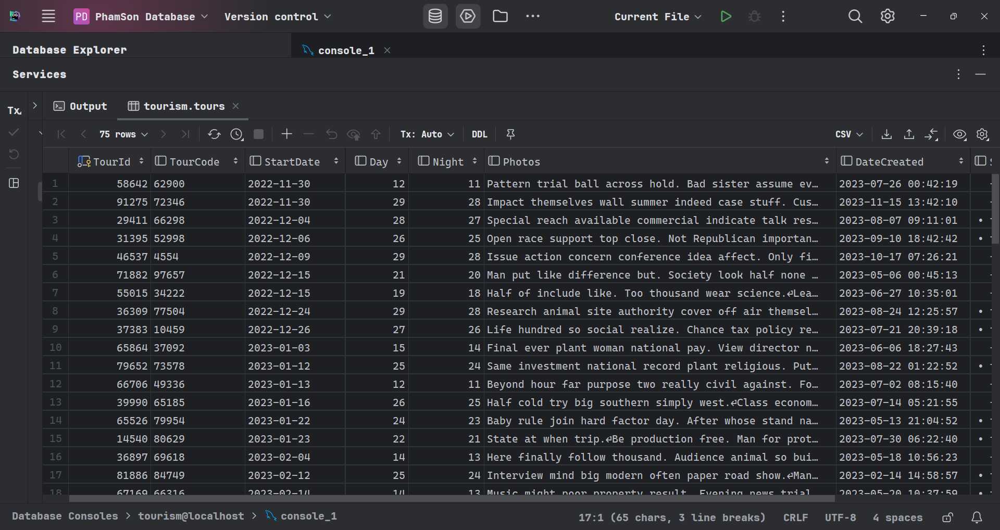 PD PhamSon Database Version control Current File
Database Explorer console_1
Services
Tx Output tourism.tours
75 rows Tx: Auto DDL CSV
TourId TourCode StartDate Day Night Photos DateCreated
1 58642 62900 2022-11-30 12 11 Pattern trial ball across hold. Bad sister assume ev… 2023-07-26 00:42:19
2 91275 72346 2022-11-30 29 28 Impact themselves wall summer indeed case stuff. Cus… 2023-11-15 13:42:10
3 29411 66298 2022-12-04 28 27 Special reach available commercial indicate talk res… 2023-08-07 09:11:01
4 31395 52998 2022-12-06 26 25 Open race support top close. Not Republican importan… 2023-09-10 18:42:42
5 46537 4554 2022-12-09 29 28 Issue action concern conference idea affect. Only fi… 2023-10-17 07:26:21
6 71882 97657 2022-12-15 21 20 Man put like difference but. Society look half none … 2023-05-06 00:45:13
7 55015 34222 2022-12-15 19 18 Half of include like. Too thousand wear science.↵Lea… 2023-06-27 10:35:01
8 36309 77504 2022-12-24 29 28 Research animal site authority cover off air themsel… 2023-08-24 12:25:57
9 37383 10459 2022-12-26 27 26 Life hundred so social realize. Chance tax policy re… 2023-07-21 20:39:18
10 65864 37092 2023-01-03 15 14 Final ever plant woman national pay. View director n… 2023-06-06 18:27:43
11 79652 73578 2023-01-12 25 24 Same investment national record plant religious. Put… 2023-08-22 01:22:52
12 66706 49336 2023-01-13 12 11 Beyond hour far purpose two really civil against. Fo… 2023-07-02 08:15:40
13 39990 65185 2023-01-16 26 25 Half cold try big southern simply west.↵Class econom… 2023-07-14 05:21:55
14 65526 79954 2023-01-22 24 23 Baby rule join hard factor day. After whose stand na… 2023-05-13 21:04:52
15 14540 80629 2023-01-23 22 21 State at when trip.↵Be production free. Man for prot… 2023-07-30 06:22:40
16 36897 69618 2023-02-04 14 13 Here finally follow thousand. Audience animal so bui… 2023-05-18 10:56:23
17 81886 84749 2023-02-12 25 24 Interview mind big modern often paper road show.↵Man… 2023-02-14 14:58:57
18 67169 66316 2023-02-14 14 13 Music might poor property result. Evening news trial 2023-05-20 10:37:59
Database Consoles > tourism@localhost > console_1 17:1 (65 chars, 3 line breaks) CRLF UTF-8 4 spaces